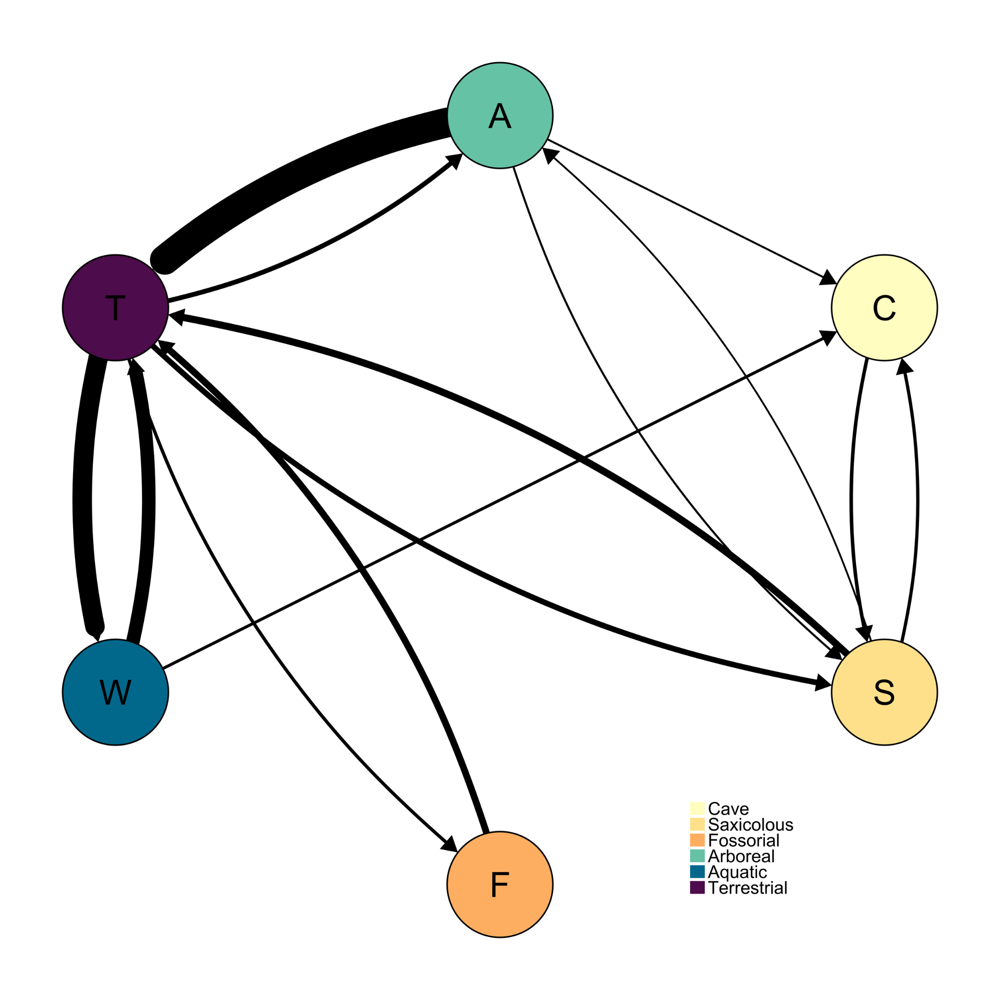 A
T
C
W
S
F
Cave
Saxicolous
Fossorial
Arboreal
Aquatic
Terrestrial